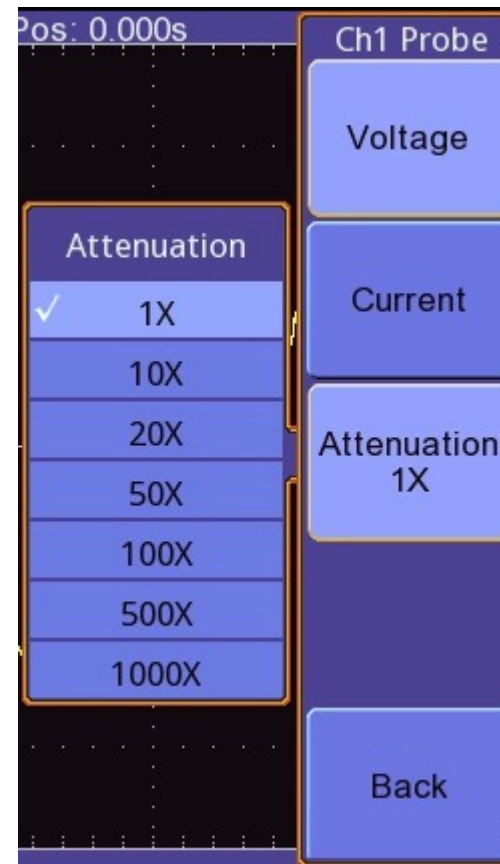 Pos: 0.000s
Ch1 Probe
Voltage
Current
Attenuation
1X
Back
Attenuation
✓ 1X
10X
20X
50X
100X
500X
1000X